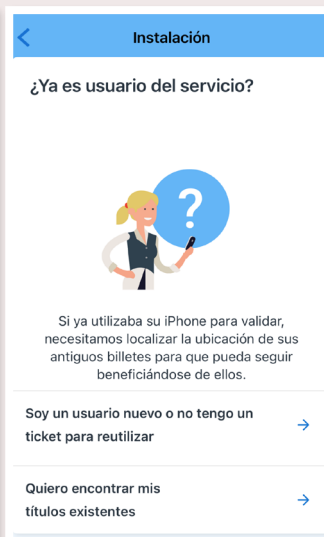 Instalación
¿Ya es usuario del servicio?
?
Si ya utilizaba su iPhone para validar,
necesitamos localizar la ubicación de sus
antiguos billetes para que pueda seguir
beneficiándose de ellos.
Soy un usuario nuevo o no tengo un
ticket para reutilizar
Quiero encontrar mis
títulos existentes